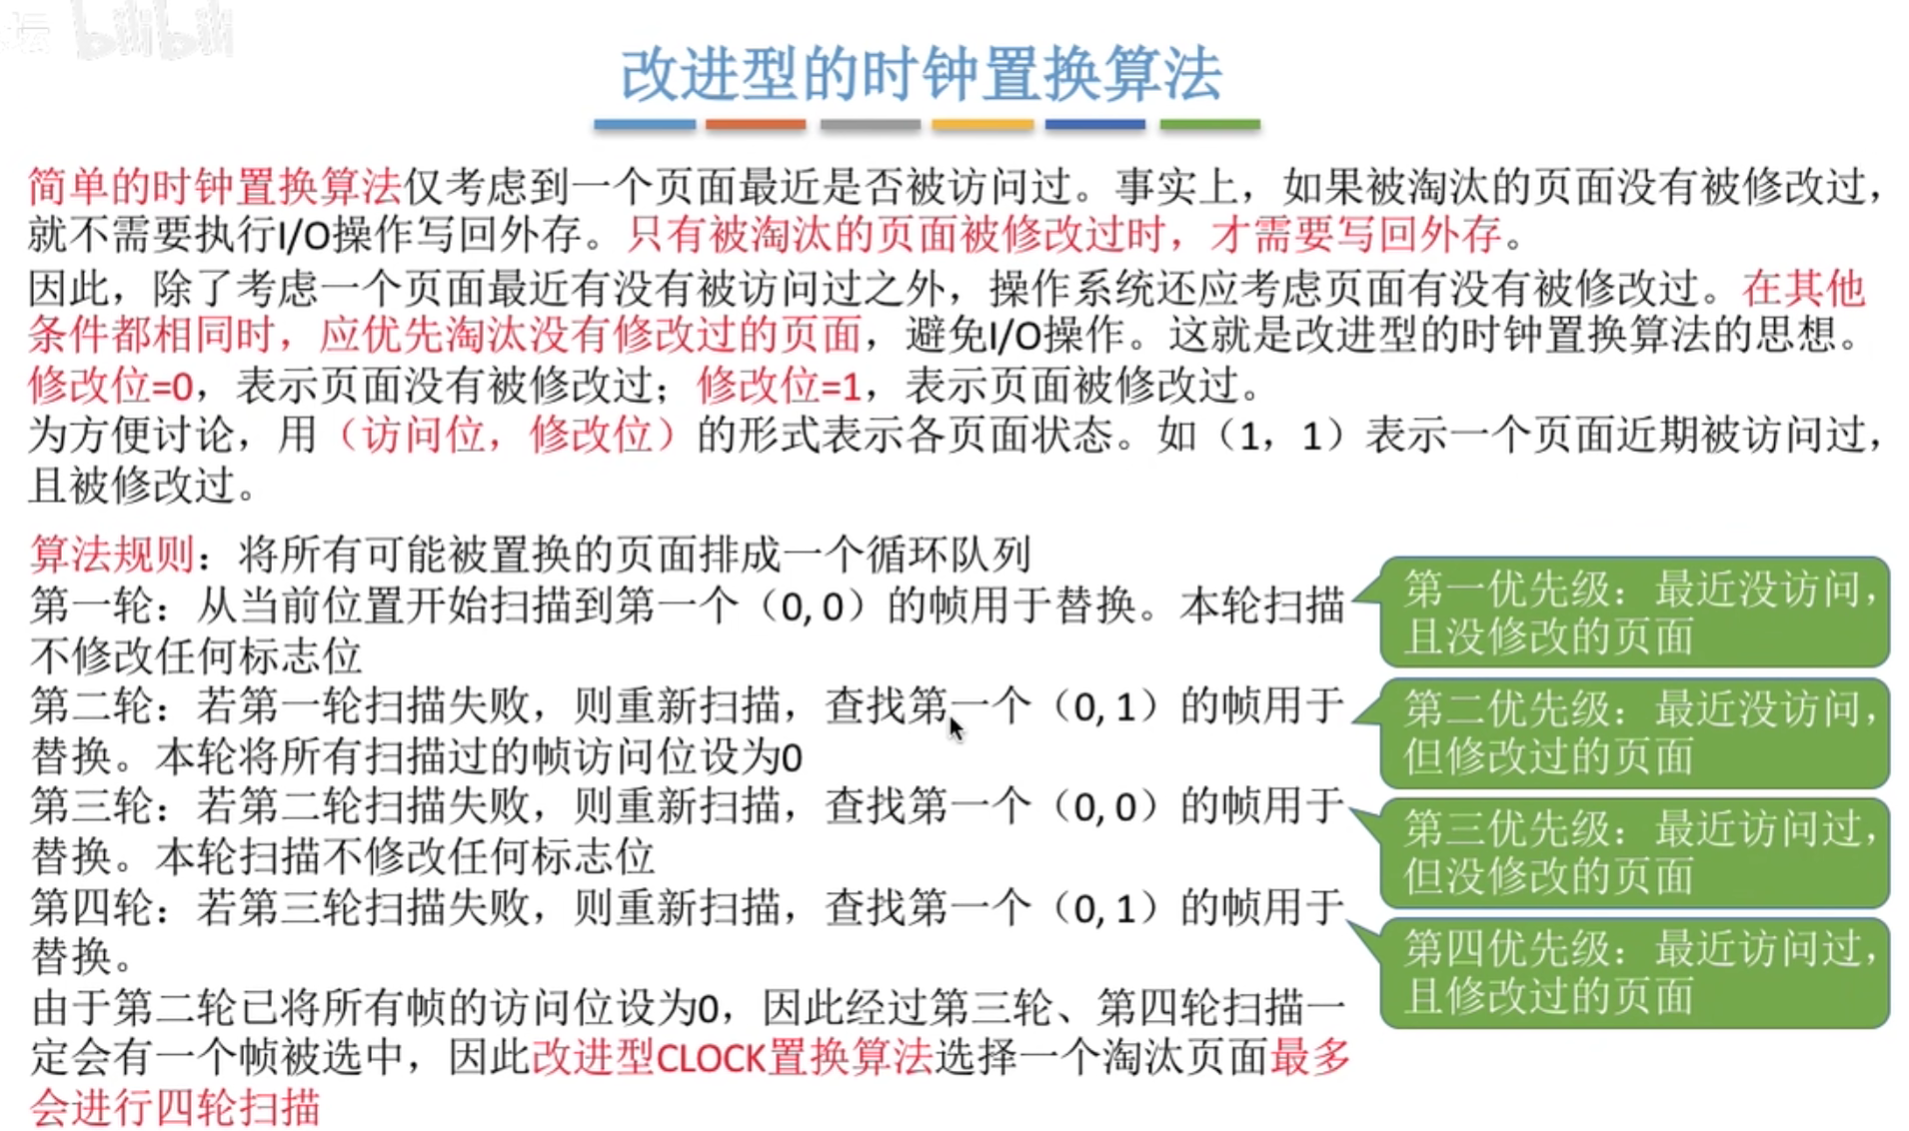 坛 bilibili
改进型的时钟置换算法
简单的时钟置换算法仅考虑到一个页面最近是否被访问过。事实上，如果被淘汰的页面没有被修改过，
就不需要执行I/O操作写回外存。只有被淘汰的页面被修改过时，才需要写回外存。
因此，除了考虑一个页面最近有没有被访问过之外，操作系统还应考虑页面有没有被修改过。在其他
条件都相同时，应优先淘汰没有修改过的页面，避免I/O操作。这就是改进型的时钟置换算法的思想。
修改位=0，表示页面没有被修改过；修改位=1，表示页面被修改过。
为方便讨论，用（访问位，修改位）的形式表示各页面状态。如（1，1）表示一个页面近期被访问过，
且被修改过。
算法规则：将所有可能被置换的页面排成一个循环队列
第一轮：从当前位置开始扫描到第一个（0, 0）的帧用于替换。本轮扫描
不修改任何标志位
第二轮：若第一轮扫描失败，则重新扫描，查找第一个（0, 1）的帧用于
替换。本轮将所有扫描过的帧访问位设为0
第三轮：若第二轮扫描失败，则重新扫描，查找第一个（0, 0）的帧用于
替换。本轮扫描不修改任何标志位
第四轮：若第三轮扫描失败，则重新扫描，查找第一个（0, 1）的帧用于
替换。
由于第二轮已将所有帧的访问位设为0，因此经过第三轮、第四轮扫描一
定会有一个帧被选中，因此改进型CLOCK置换算法选择一个淘汰页面最多
会进行四轮扫描
第一优先级：最近没访问，
且没修改的页面
第二优先级：最近没访问，
但修改过的页面
第三优先级：最近访问过，
但没修改的页面
第四优先级：最近访问过，
且修改过的页面